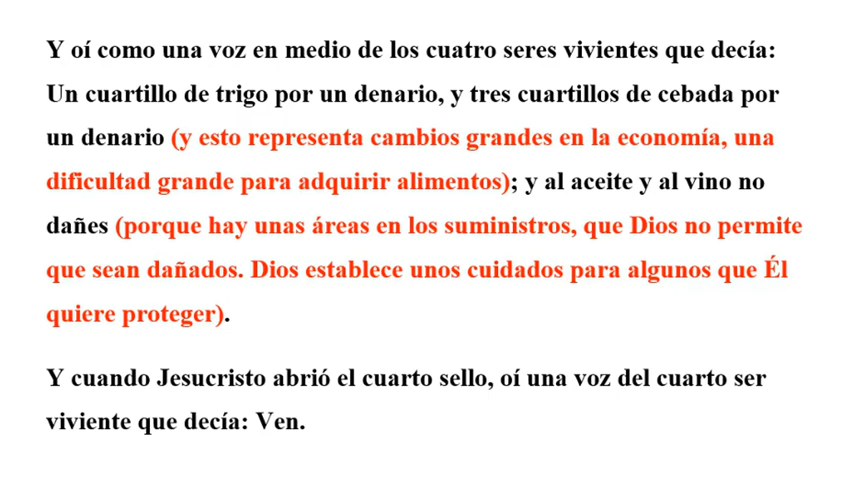 Y oí como una voz en medio de los cuatro seres vivientes que decía:
Un cuartillo de trigo por un denario, y tres cuartillos de cebada por
un denario (y esto representa cambios grandes en la economía, una
dificultad grande para adquirir alimentos); y al aceite y al vino no
dañes (porque hay unas áreas en los suministros, que Dios no permite
que sean dañados. Dios establece unos cuidados para algunos que Él
quiere proteger).
Y cuando Jesucristo abrió el cuarto sello, oí una voz del cuarto ser
viviente que decía: Ven.